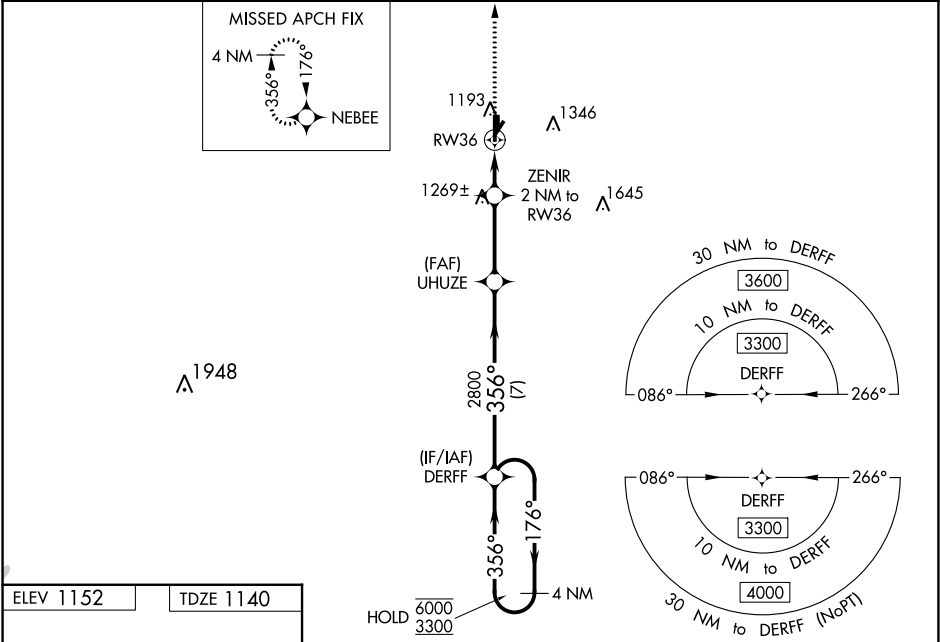 MISSED APCH FIX
4 NM
356°
176°
NEBEE
1193
1346
RW36
1269±
ZENIR
2 NM to
RW36
1645
(FAF)
UHUZE
1948
2800
356°
(7)
(IF/IAF)
DERFF
356°
176°
4 NM
HOLD 6000
3300
30 NM to DERFF
3600
10 NM to DERFF
3300
DERFF
086°
266°
086°
266°
DERFF
3300
10 NM to DERFF
4000
30 NM to DERFF (NoPT)
ELEV 1152
TDZE 1140